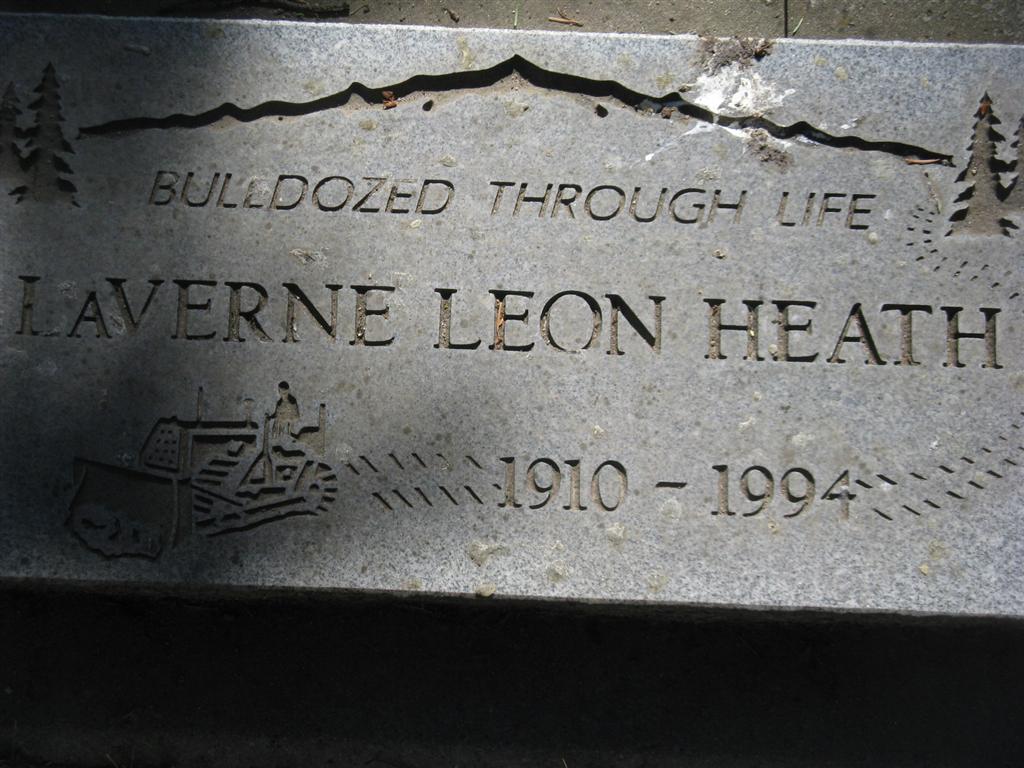 BULLDOZED THROUGH LIFE
LaVERNE LEON HEATH
1910 - 1994